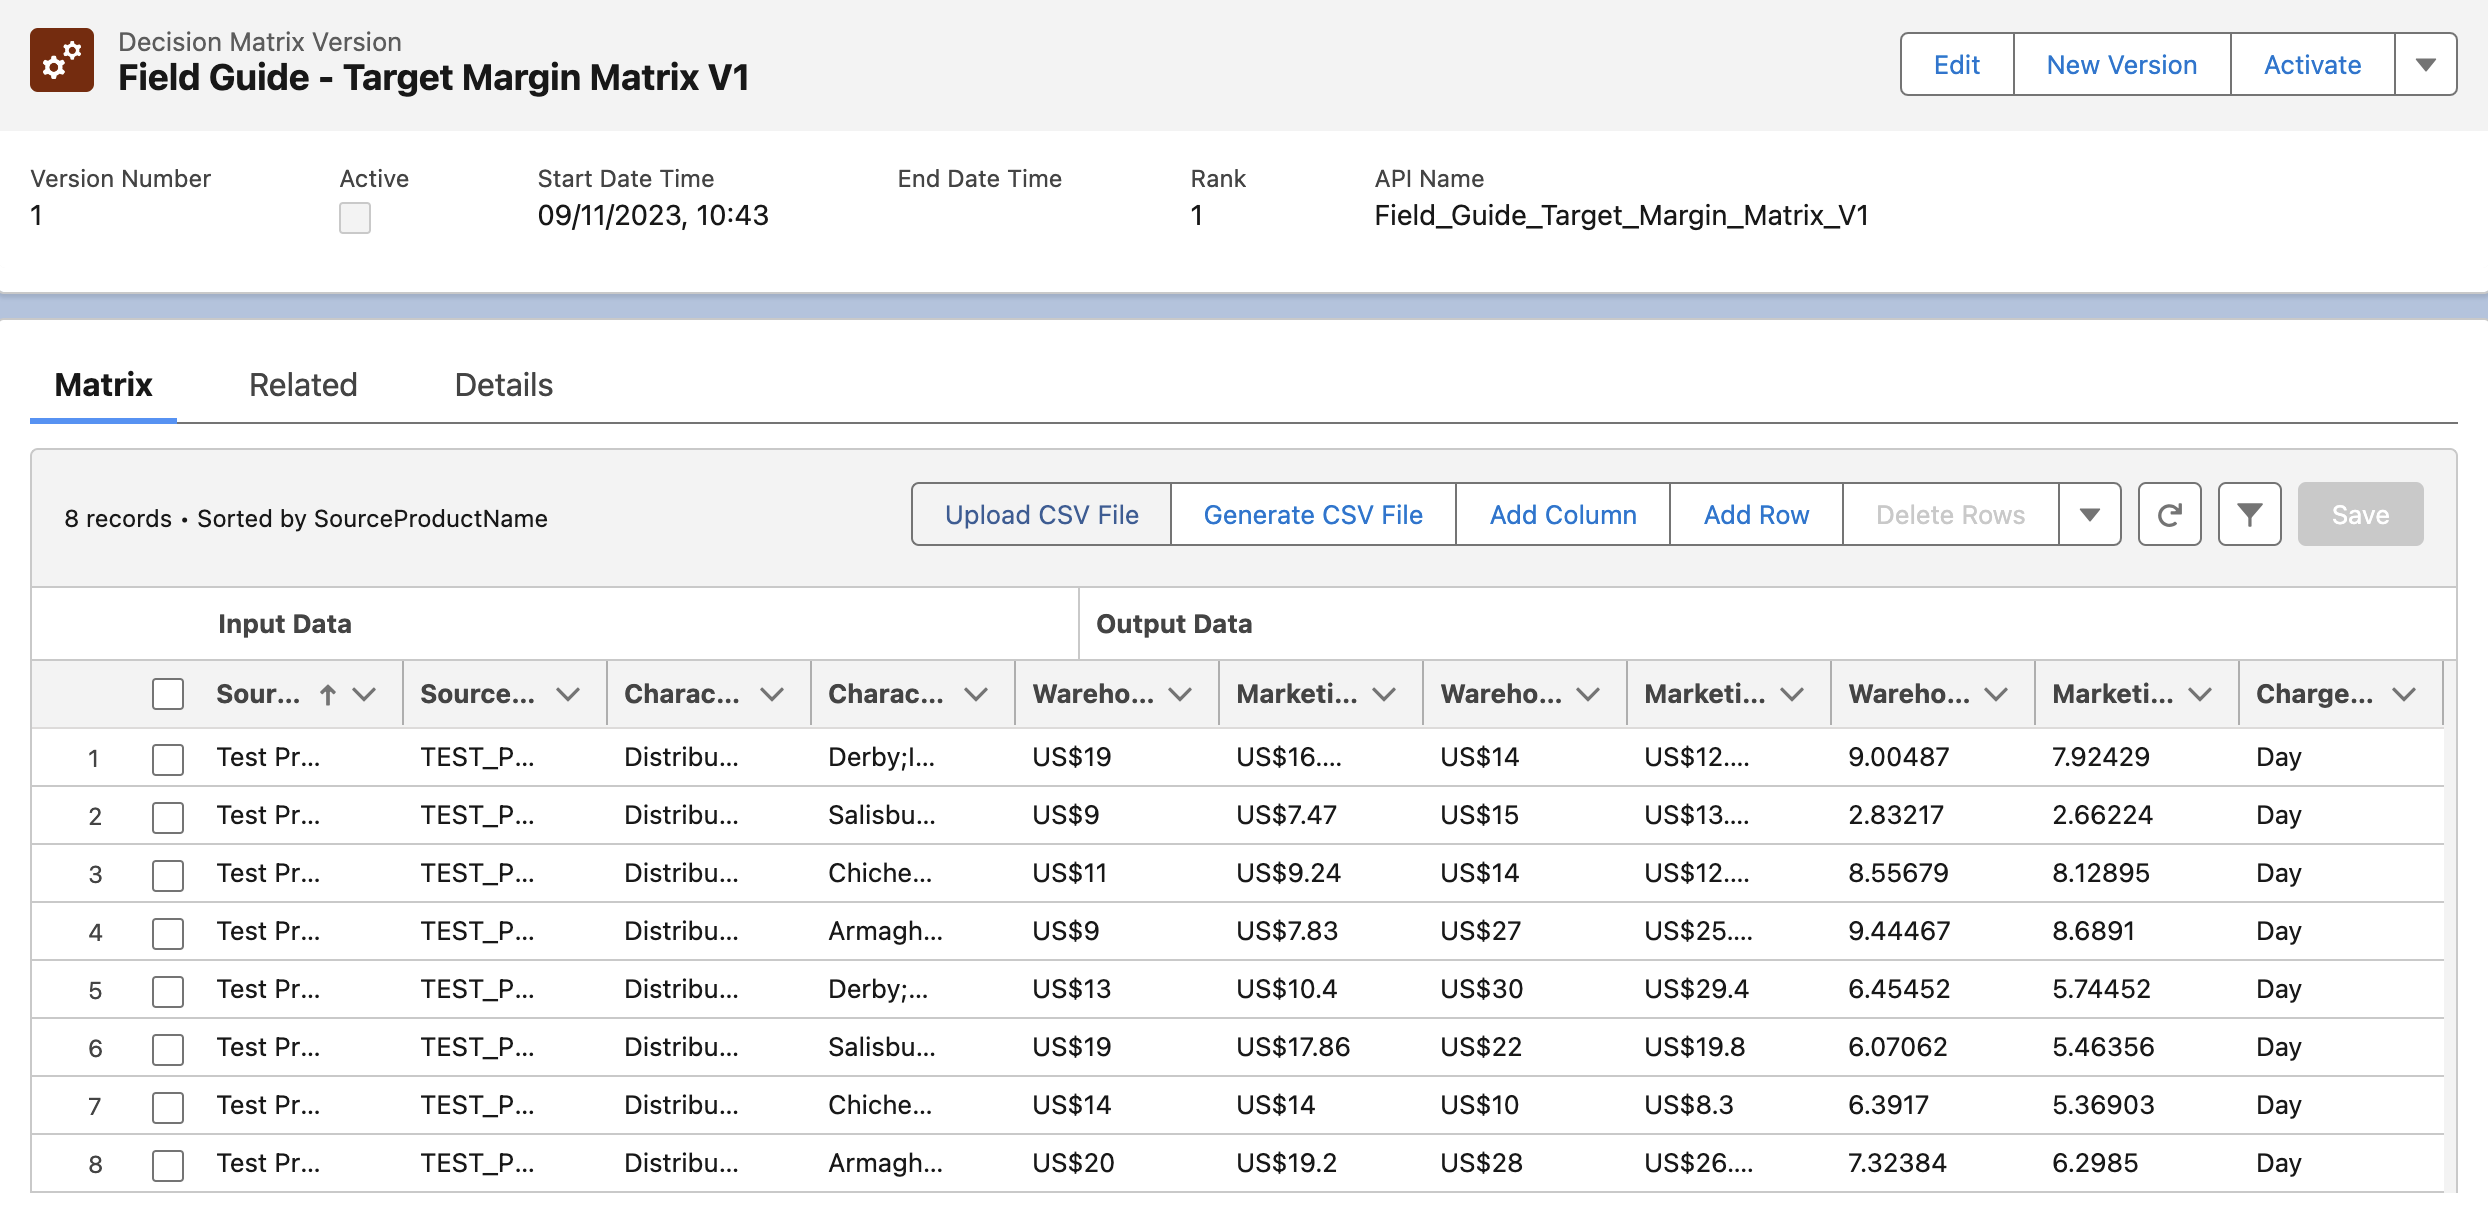 Decision Matrix Version
Field Guide - Target Margin Matrix V1
Edit
New Version
Activate
Version Number
Active
Start Date Time
End Date Time
Rank
API Name
1
09/11/2023, 10:43
1
Field_Guide_Target_Margin_Matrix_V1
Matrix
Related
Details
8 records • Sorted by SourceProductName
Upload CSV File
Generate CSV File
Add Column
Add Row
Delete Rows
Save
Input Data
Output Data
Sour... Source... Charac... Charac... Wareho... Marketi... Wareho... Marketi... Wareho... Marketi... Charge...
1 Test Pr... TEST_P... Distribu... Derby;I... US$19 US$16.... US$14 US$12.... 9.00487 7.92429 Day
2 Test Pr... TEST_P... Distribu... Salisbu... US$9 US$7.47 US$15 US$13.... 2.83217 2.66224 Day
3 Test Pr... TEST_P... Distribu... Chiche... US$11 US$9.24 US$14 US$12.... 8.55679 8.12895 Day
4 Test Pr... TEST_P... Distribu... Armagh... US$9 US$7.83 US$27 US$25.... 9.44467 8.6891 Day
5 Test Pr... TEST_P... Distribu... Derby;... US$13 US$10.4 US$30 US$29.4 6.45452 5.74452 Day
6 Test Pr... TEST_P... Distribu... Salisbu... US$19 US$17.86 US$22 US$19.8 6.07062 5.46356 Day
7 Test Pr... TEST_P... Distribu... Chiche... US$14 US$14 US$10 US$8.3 6.3917 5.36903 Day
8 Test Pr... TEST_P... Distribu... Armagh... US$20 US$19.2 US$28 US$26.... 7.32384 6.2985 Day